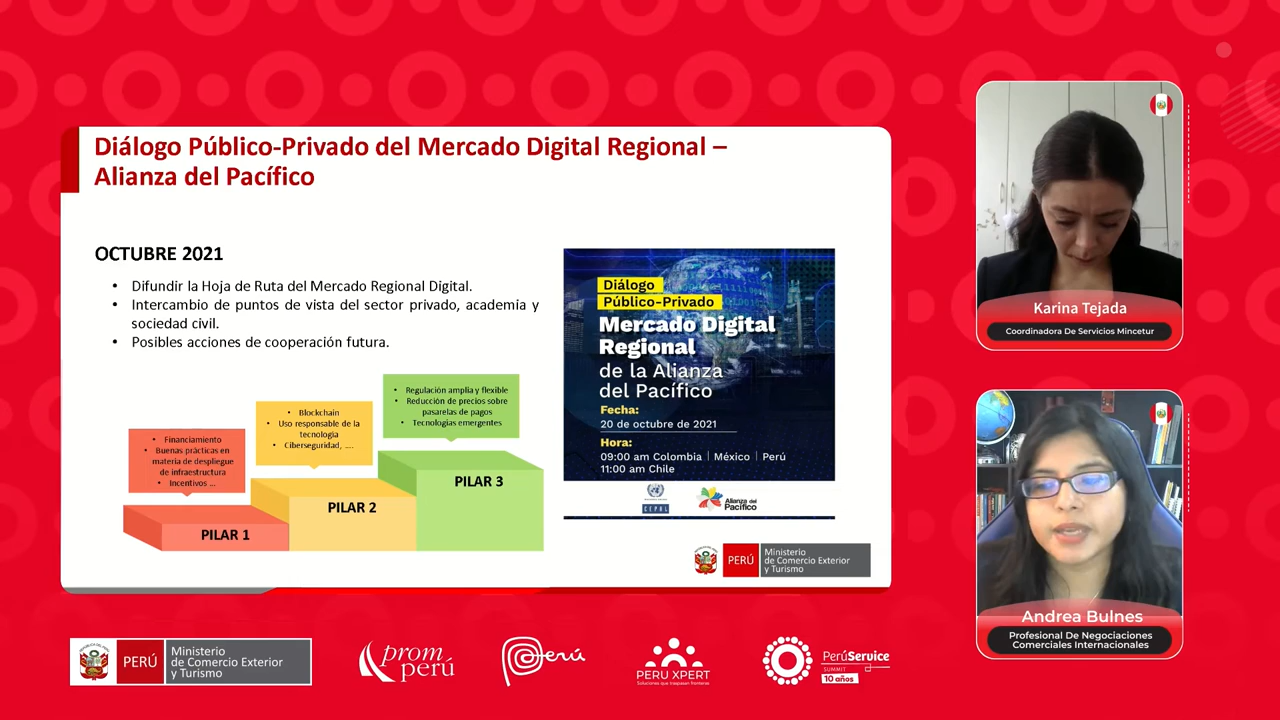 Diálogo Público-Privado del Mercado Digital Regional –
Alianza del Pacífico
OCTUBRE 2021
• Difundir la Hoja de Ruta del Mercado Regional Digital.
• Intercambio de puntos de vista del sector privado, academia y
sociedad civil.
• Posibles acciones de cooperación futura.
• Financiamiento
• Buenas prácticas en
materia de despliegue
de infraestructura
• Incentivos ...
PILAR 1
• Blockchain
• Uso responsable de la
tecnología
• Ciberseguridad, ....
PILAR 2
• Regulación amplia y flexible
• Reducción de precios sobre
pasarelas de pagos
• Tecnologías emergentes
PILAR 3
Diálogo
Público-Privado
Mercado Digital
Regional
de la Alianza
del Pacífico
Fecha:
20 de octubre de 2021
Hora:
09:00 am Colombia | México | Perú
11:00 am Chile
CEPAL
Alianza del
Pacífico
PERÚ
Ministerio
de Comercio Exterior
y Turismo
Karina Tejada
Coordinadora De Servicios Mincetur
Andrea Bulnes
Profesional De Negociaciones
Comerciales Internacionales
PERÚ
Ministerio
de Comercio Exterior
y Turismo
prom
perú
Perú
PERU XPERT
Soluciones que traspasan fronteras
PerúService
SUMMIT
10 años